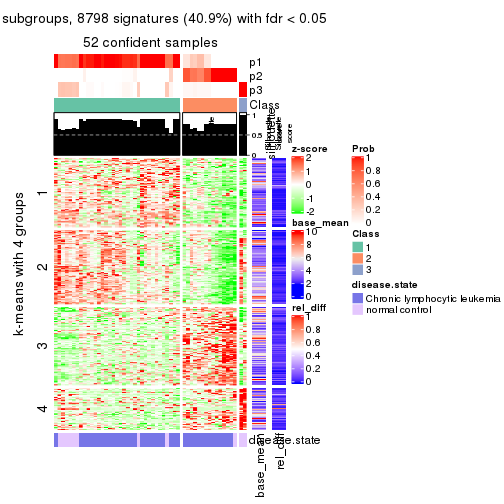 subgroups, 8798 signatures (40.9%) with fdr < 0.05
52 confident samples
p1
p2
p3
Class
1
0.5
0
silhouette
score
k-means with 4 groups
1
2
3
4
disease.state
base_mean
rel_diff
z-score
2
1
0
-1
-2
base_mean
10
8
6
4
2
0
rel_diff
1
0.8
0.6
0.4
0.2
0
Prob
1
0.8
0.6
0.4
0.2
0
Class
1
2
3
disease.state
Chronic lymphocytic leukemia
normal control